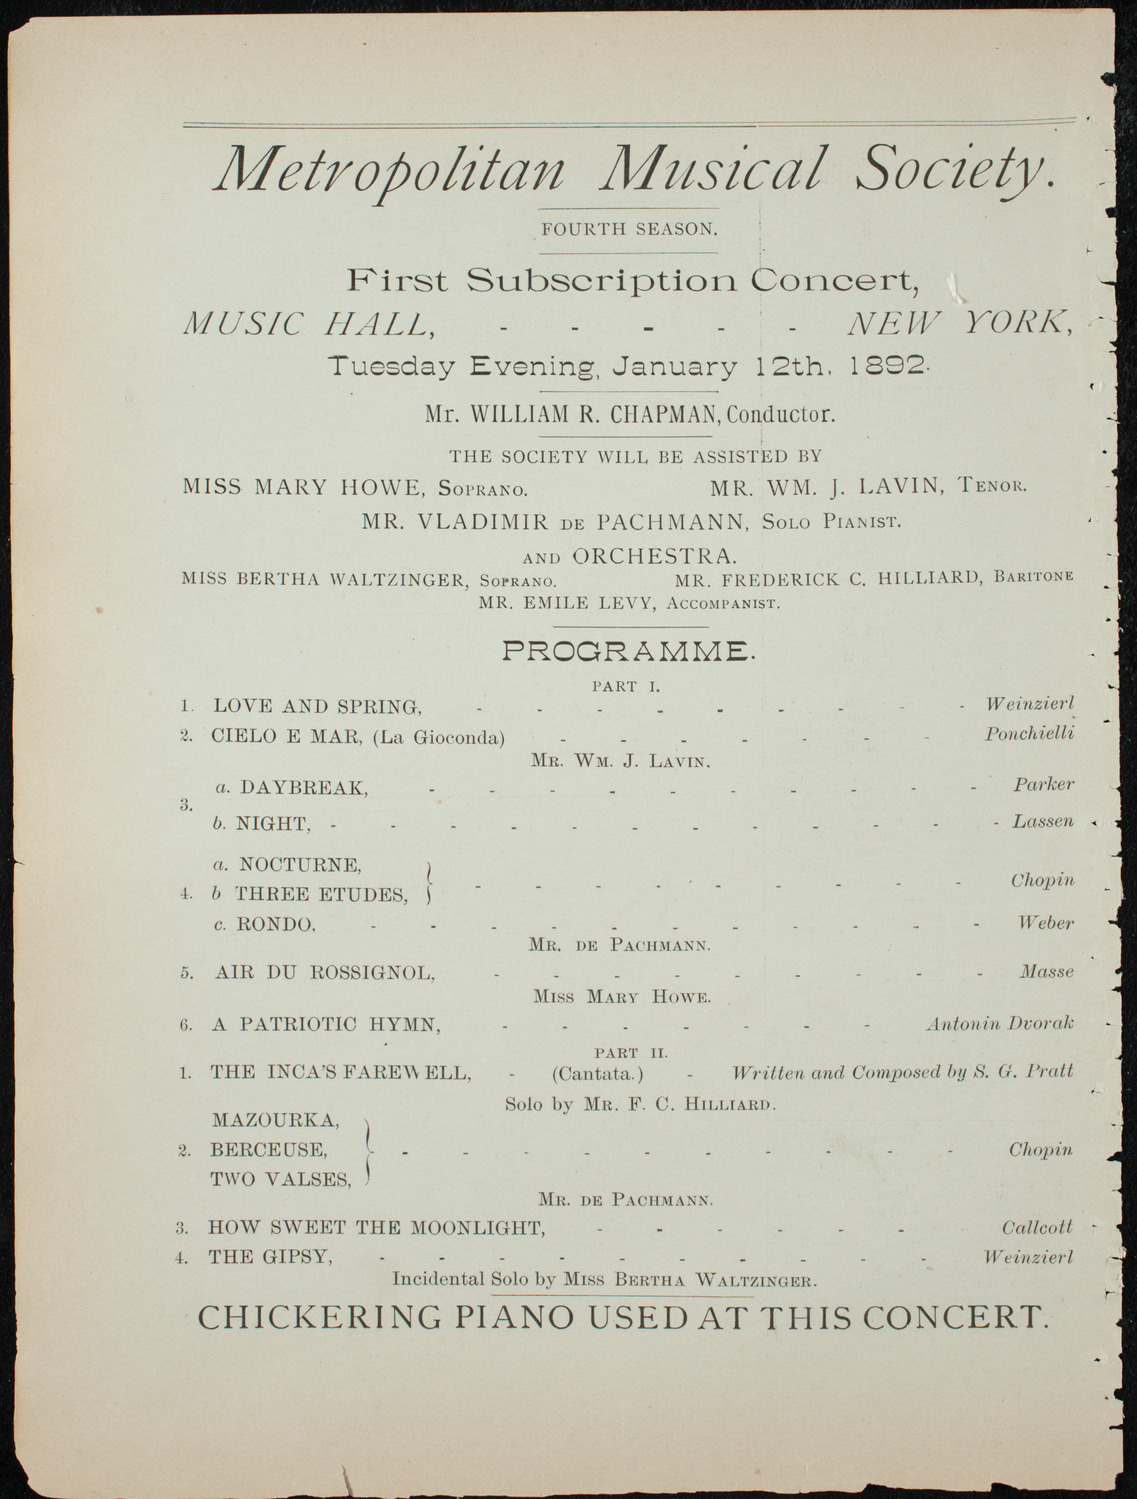 Metropolitan Musical Society.
FOURTH SEASON.
First Subscription Concert,
MUSIC HALL, - - - - - NEW YORK,
Tuesday Evening, January 12th, 1892.
Mr. WILLIAM R. CHAPMAN, Conductor.
THE SOCIETY WILL BE ASSISTED BY
MISS MARY HOWE, SOPRANO. MR. WM. J. LAVIN, TENOR.
MR. VLADIMIR DE PACHMANN, SOLO PIANIST.
AND ORCHESTRA.
MISS BERTHA WALTZINGER, SOPRANO. MR. FREDERICK C. HILLIARD, BARITONE
MR. EMILE LEVY, ACCOMPANIST.
PROGRAMME.
PART I.
1. LOVE AND SPRING, - - - - - - - - - Weinzierl
2. CIELO E MAR, (La Gioconda) - - - - - - - Ponchielli
MR. WM. J. LAVIN.
3.
a. DAYBREAK, - - - - - - - - - - Parker
b. NIGHT, - - - - - - - - - - - - Lassen
a. NOCTURNE,
4. b THREE ETUDES, } - - - - - - - - - Chopin
c. RONDO, - - - - - - - - - - - Weber
MR. DE PACHMANN.
5. AIR DU ROSSIGNOL, - - - - - - - - - Masse
MISS MARY HOWE.
6. A PATRIOTIC HYMN, - - - - - - - Antonin Dvorak
PART II.
1. THE INCA'S FAREWELL, - (Cantata.) - Written and Composed by S. G. Pratt
Solo by MR. F. C. HILLIARD.
MAZOURKA,
2. BERCEUSE, } - - - - - - - - - - Chopin
TWO VALSES,
MR. DE PACHMANN.
3. HOW SWEET THE MOONLIGHT, - - - - - - Callcott
4. THE GIPSY, - - - - - - - - - - Weinzierl
Incidental Solo by MISS BERTHA WALTZINGER.
CHICKERING PIANO USED AT THIS CONCERT.